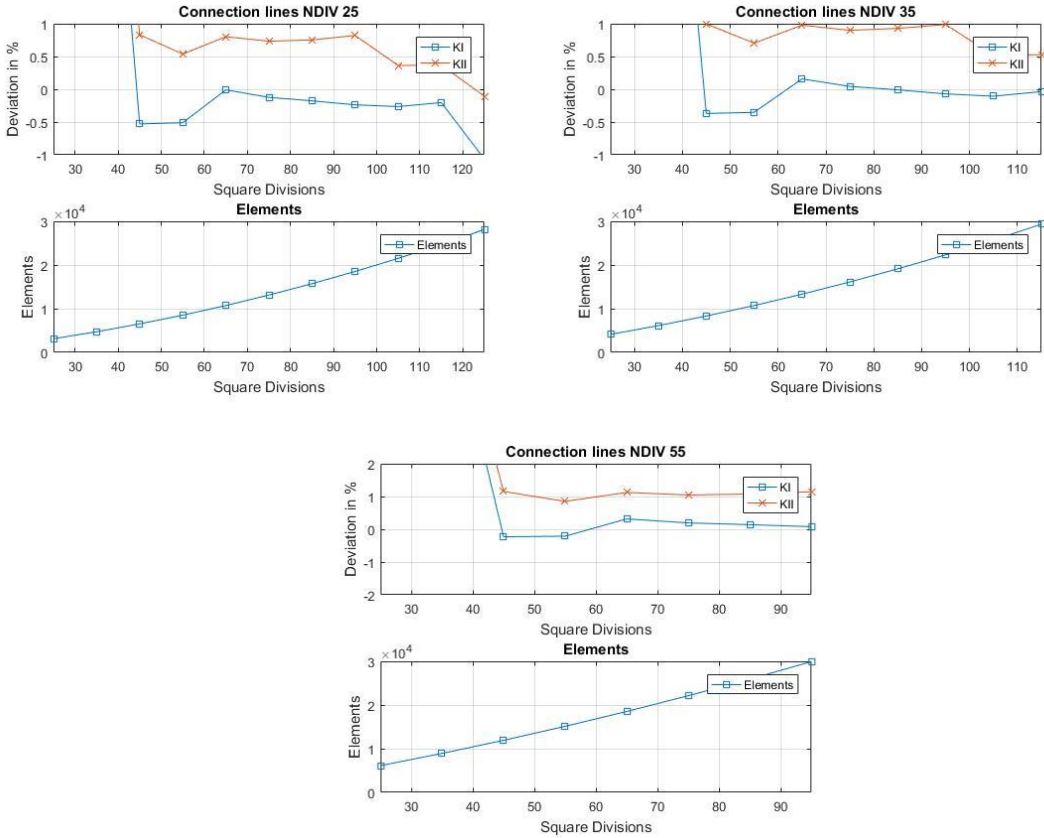 Connection lines NDIV 25
1
0.5
0
-0.5
-1
Deviation in %
KI
KII
30 40 50 60 70 80 90 100 110 120
Square Divisions
Elements
×10^4
3
2
1
0
Elements
Elements
30 40 50 60 70 80 90 100 110 120
Square Divisions
Connection lines NDIV 35
1
0.5
0
-0.5
-1
Deviation in %
KI
KII
30 40 50 60 70 80 90 100 110
Square Divisions
Elements
×10^4
3
2
1
0
Elements
Elements
30 40 50 60 70 80 90 100 110
Square Divisions
Connection lines NDIV 55
2
1
0
-1
-2
Deviation in %
KI
KII
30 40 50 60 70 80 90
Square Divisions
Elements
×10^4
3
2
1
0
Elements
Elements
30 40 50 60 70 80 90
Square Divisions